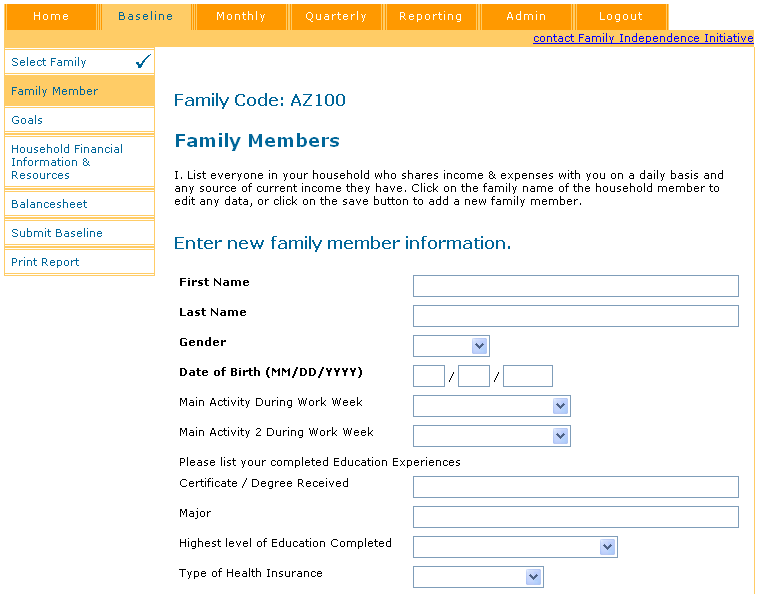 Home Baseline Monthly Quarterly Reporting Admin Logout
contact Family Independence Initiative
Select Family
Family Member
Goals
Household Financial
Information &
Resources
Balancesheet
Submit Baseline
Print Report
Family Code: AZ100
Family Members
I. List everyone in your household who shares income & expenses with you on a daily basis and
any source of current income they have. Click on the family name of the household member to
edit any data, or click on the save button to add a new family member.
Enter new family member information.
First Name
Last Name
Gender
Date of Birth (MM/DD/YYYY) / /
Main Activity During Work Week
Main Activity 2 During Work Week
Please list your completed Education Experiences
Certificate / Degree Received
Major
Highest level of Education Completed
Type of Health Insurance